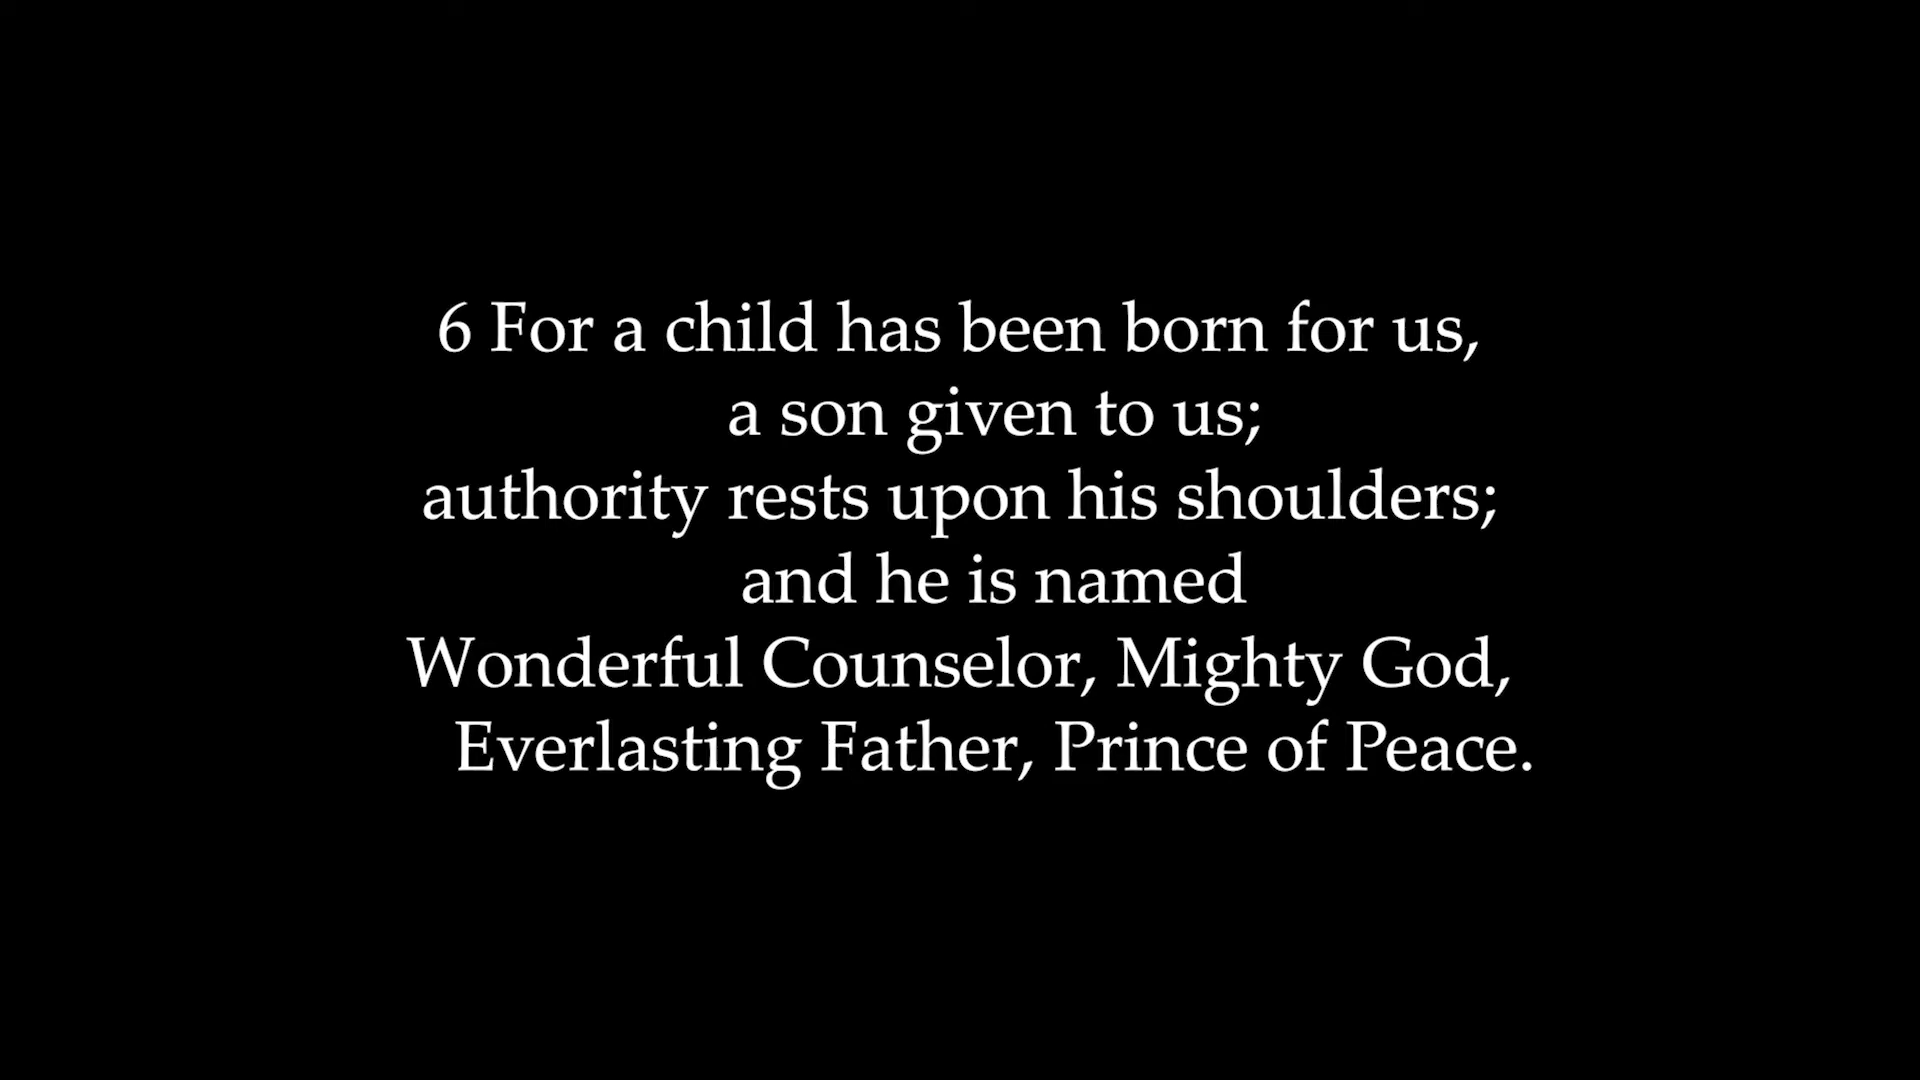 6 For a child has been born for us,
a son given to us;
authority rests upon his shoulders;
and he is named
Wonderful Counselor, Mighty God,
Everlasting Father, Prince of Peace.